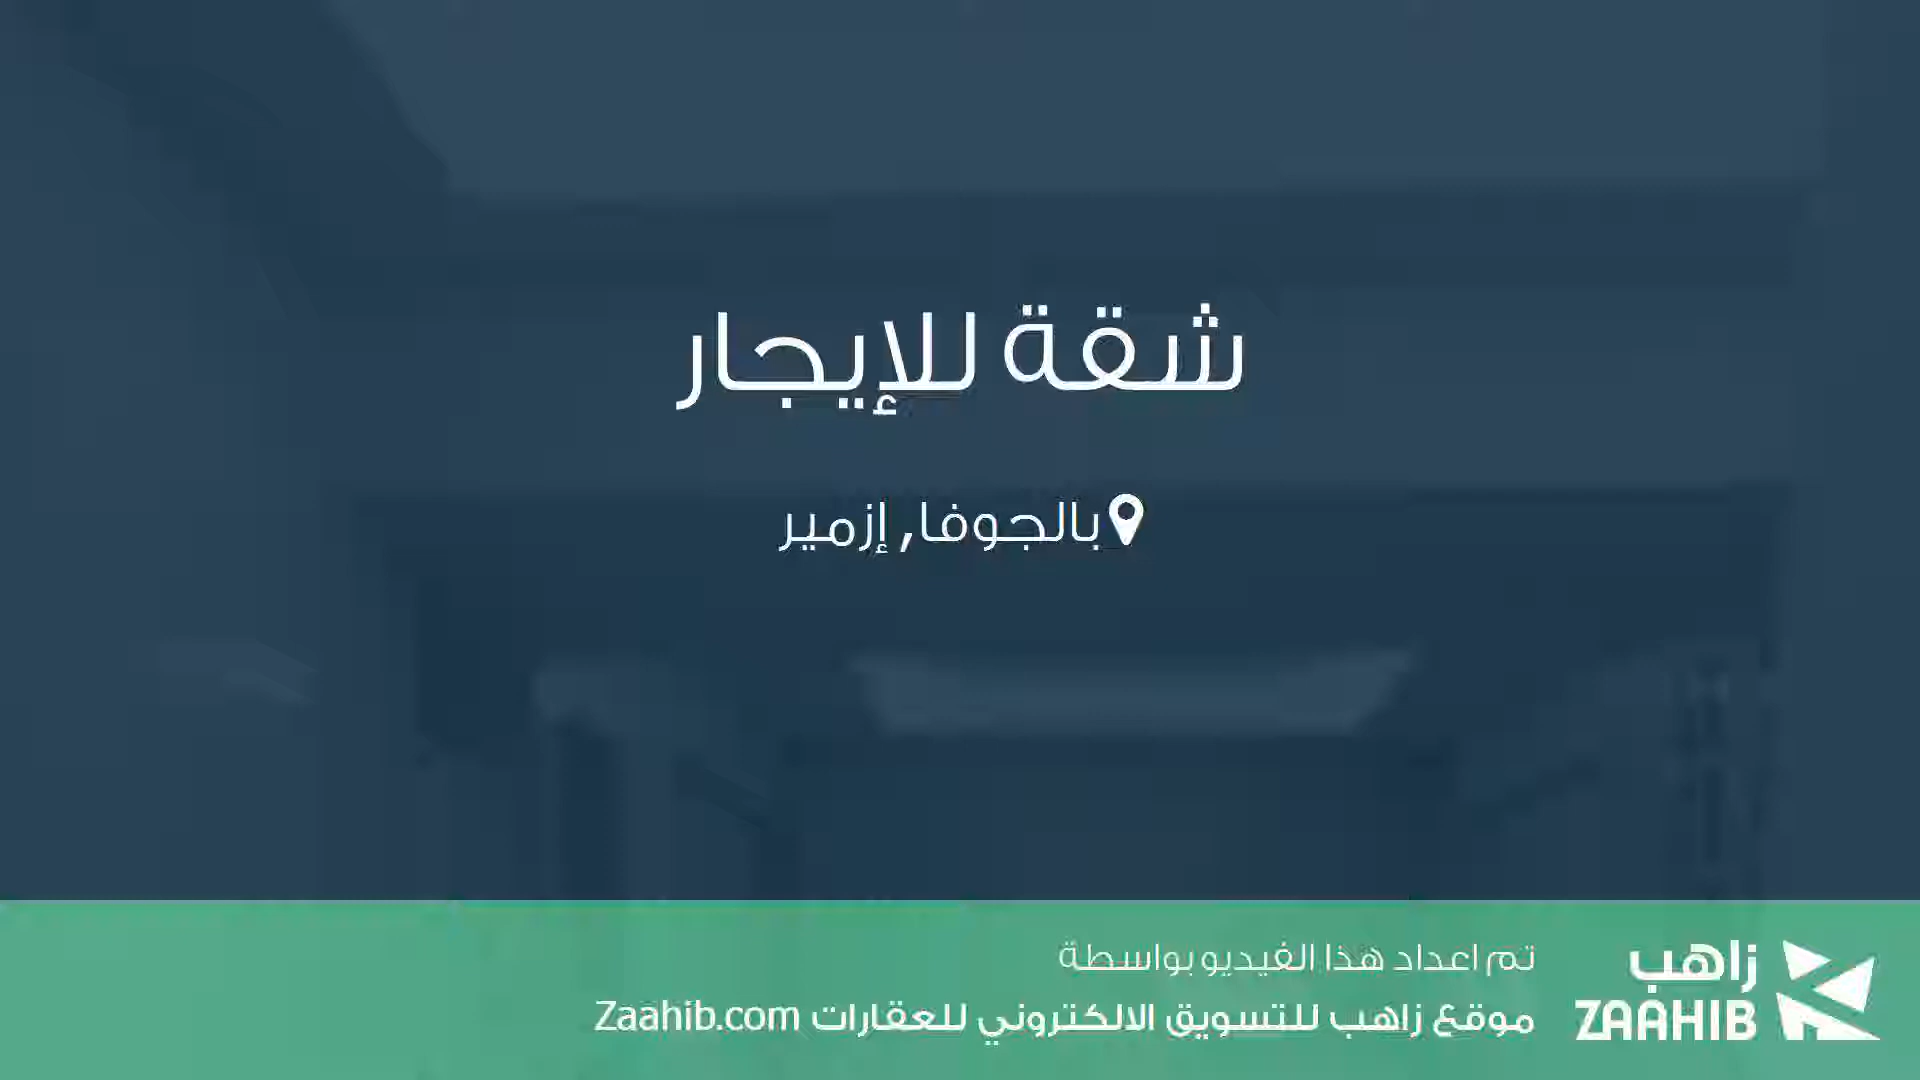 شقة للإيجار
بالجوفا, إزمير
تم اعداد هذا الفيديو بواسطة
موقع زاهب للتسويق الالكتروني للعقارات Zaahib.com
زاهب
ZAAHIB